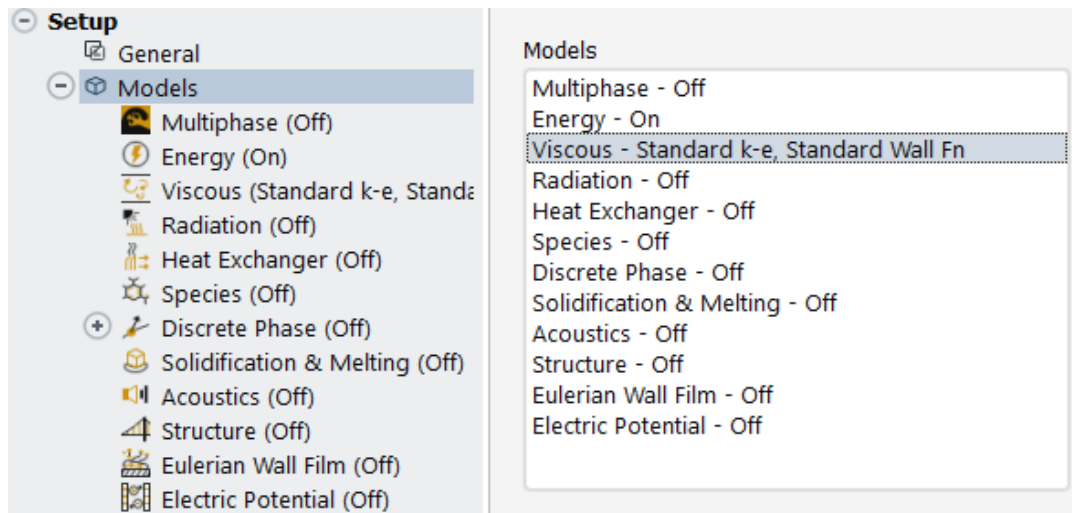 Setup
General
Models
Multiphase (Off)
Energy (On)
Viscous (Standard k-e, Standa
Radiation (Off)
Heat Exchanger (Off)
Species (Off)
Discrete Phase (Off)
Solidification & Melting (Off)
Acoustics (Off)
Structure (Off)
Eulerian Wall Film (Off)
Electric Potential (Off)
Models
Multiphase - Off
Energy - On
Viscous - Standard k-e, Standard Wall Fn
Radiation - Off
Heat Exchanger - Off
Species - Off
Discrete Phase - Off
Solidification & Melting - Off
Acoustics - Off
Structure - Off
Eulerian Wall Film - Off
Electric Potential - Off